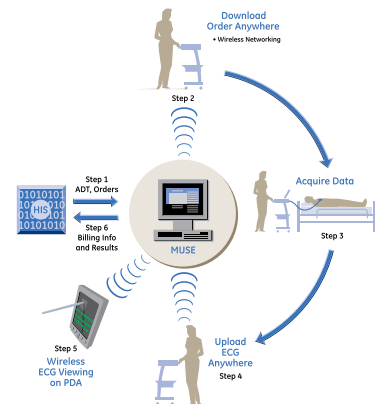 Download
Order Anywhere
• Wireless Networking
Step 2
Step 1
ADT, Orders
01010101
HIS
Step 6
Billing Info
and Results
MUSE
Acquire Data
Step 3
Step 5
Wireless
ECG Viewing
on PDA
Upload
ECG
Anywhere
Step 4